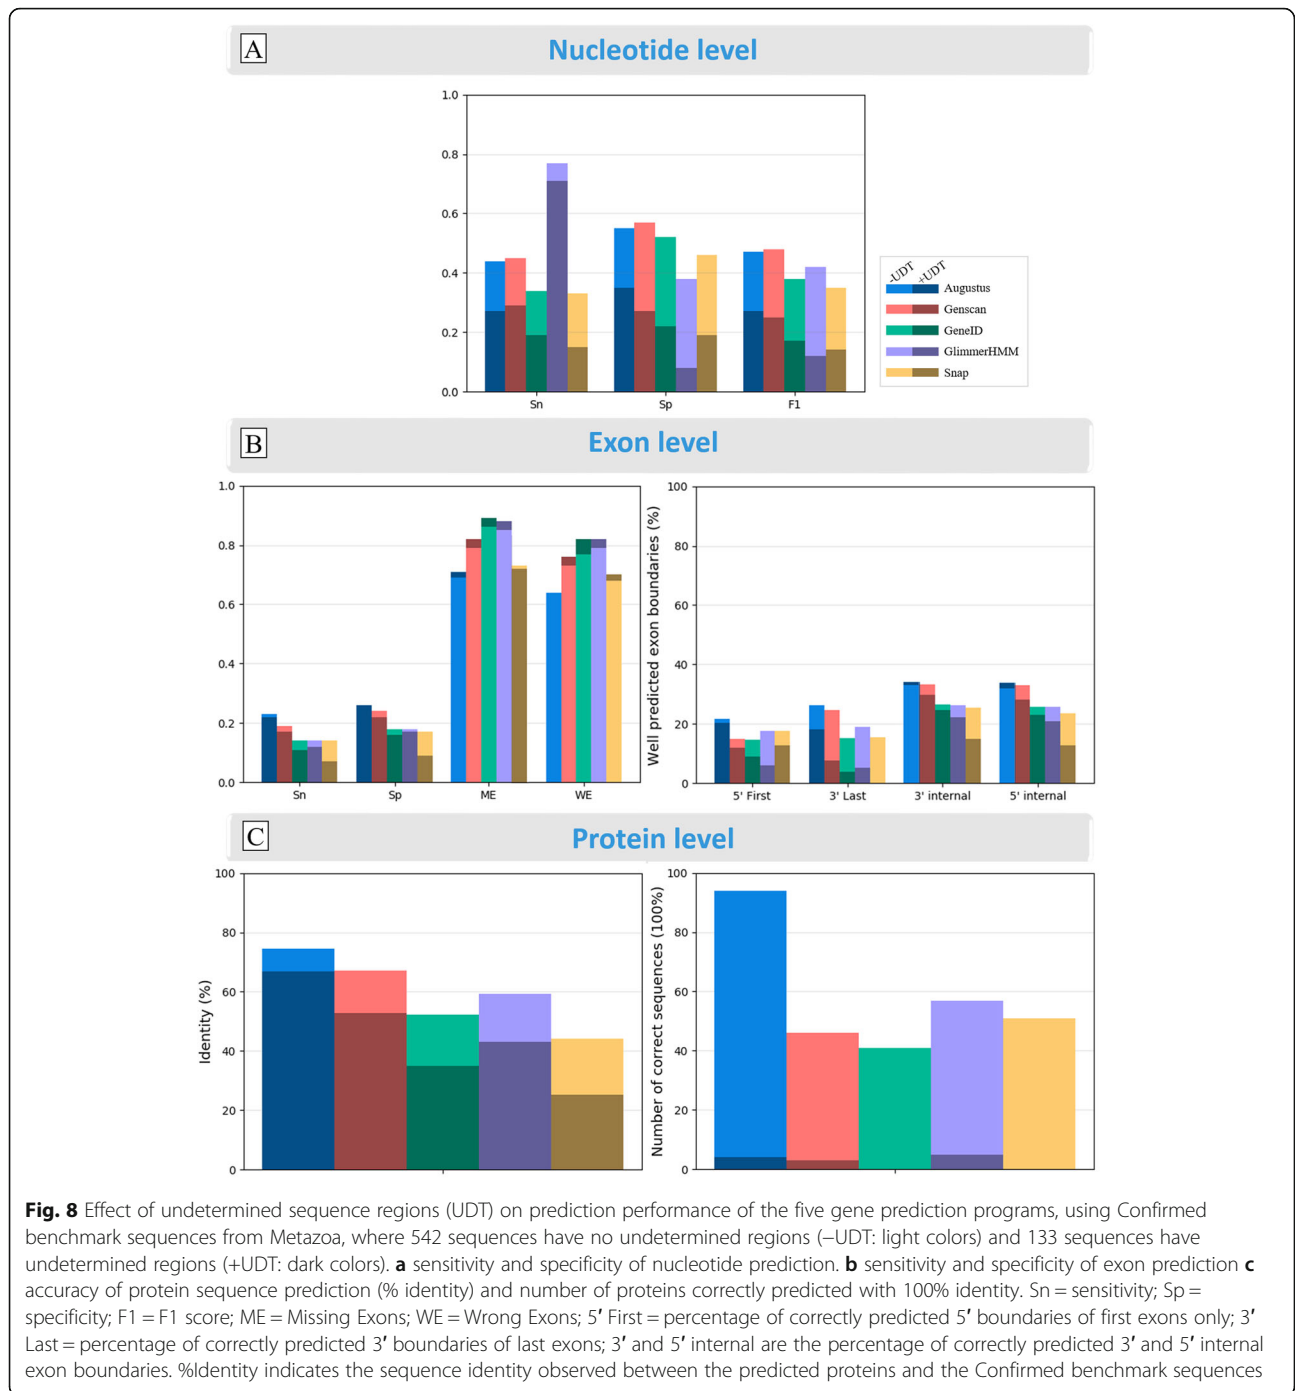 A
Nucleotide level
1.0
0.8
0.6
0.4
0.2
0.0
Sn
Sp
F1
-UDT
+UDT
Augustus
Genscan
GeneID
GlimmerHMM
Snap
B
Exon level
1.0
0.8
0.6
0.4
0.2
0.0
Sn
Sp
ME
WE
Well predicted exon boundaries (%)
100
80
60
40
20
0
5' First
3' Last
3' internal
5' internal
C
Protein level
Identity (%)
100
80
60
40
20
0
Number of correct sequences (100%)
100
80
60
40
20
0
Fig. 8 Effect of undetermined sequence regions (UDT) on prediction performance of the five gene prediction programs, using Confirmed
benchmark sequences from Metazoa, where 542 sequences have no undetermined regions (−UDT: light colors) and 133 sequences have
undetermined regions (+UDT: dark colors). a sensitivity and specificity of nucleotide prediction. b sensitivity and specificity of exon prediction c
accuracy of protein sequence prediction (% identity) and number of proteins correctly predicted with 100% identity. Sn = sensitivity; Sp =
specificity; F1 = F1 score; ME = Missing Exons; WE = Wrong Exons; 5′ First = percentage of correctly predicted 5′ boundaries of first exons only; 3′
Last = percentage of correctly predicted 3′ boundaries of last exons; 3′ and 5′ internal are the percentage of correctly predicted 3′ and 5′ internal
exon boundaries. %Identity indicates the sequence identity observed between the predicted proteins and the Confirmed benchmark sequences